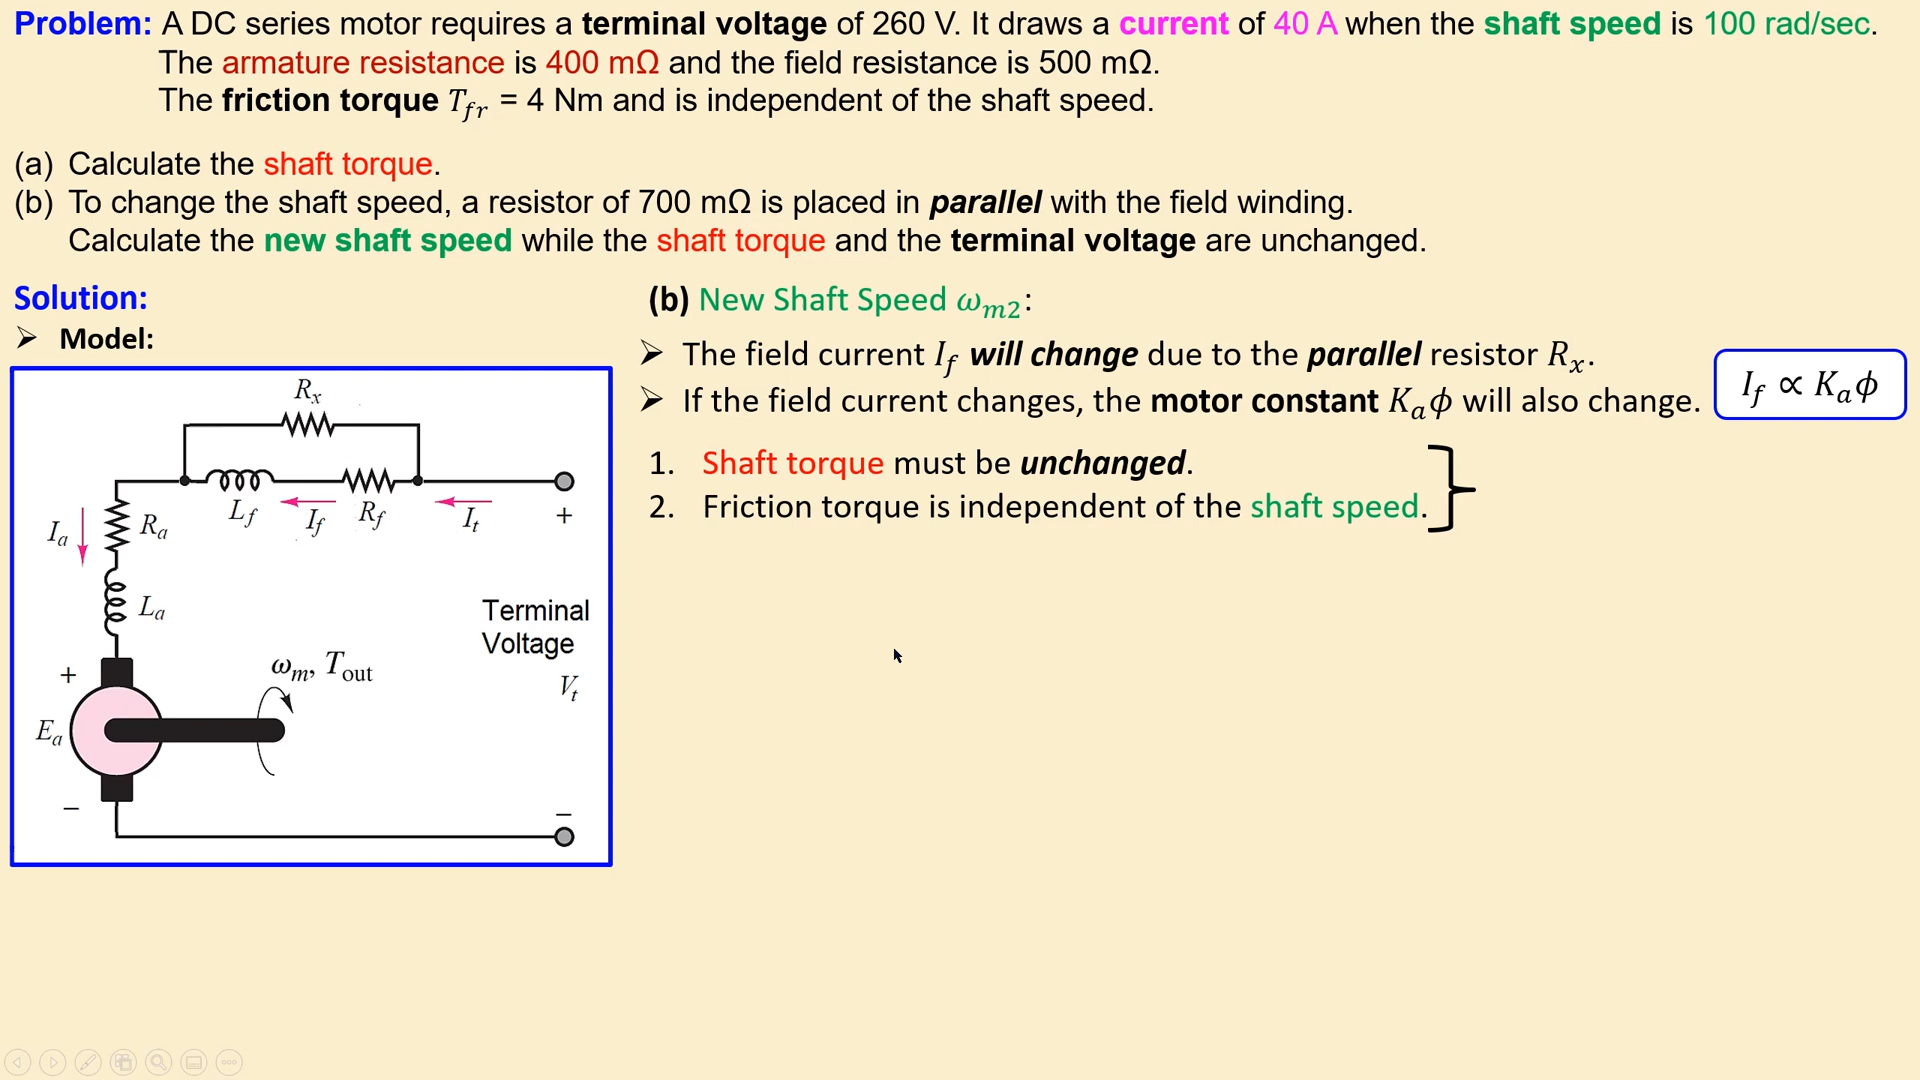 Problem: A DC series motor requires a terminal voltage of 260 V. It draws a current of 40 A when the shaft speed is 100 rad/sec.
The armature resistance is 400 mΩ and the field resistance is 500 mΩ.
The friction torque T_fr = 4 Nm and is independent of the shaft speed.
(a) Calculate the shaft torque.
(b) To change the shaft speed, a resistor of 700 mΩ is placed in parallel with the field winding.
Calculate the new shaft speed while the shaft torque and the terminal voltage are unchanged.
Solution:
➢ Model:
R_x
L_f
I_f
R_f
I_t
+
I_a
R_a
L_a
Terminal
Voltage
V_t
+
ω_m, T_out
E_a
–
–
(b) New Shaft Speed ω_m2:
➢ The field current I_f will change due to the parallel resistor R_x.
➢ If the field current changes, the motor constant K_aϕ will also change.
I_f ∝ K_aϕ
1. Shaft torque must be unchanged.
2. Friction torque is independent of the shaft speed.